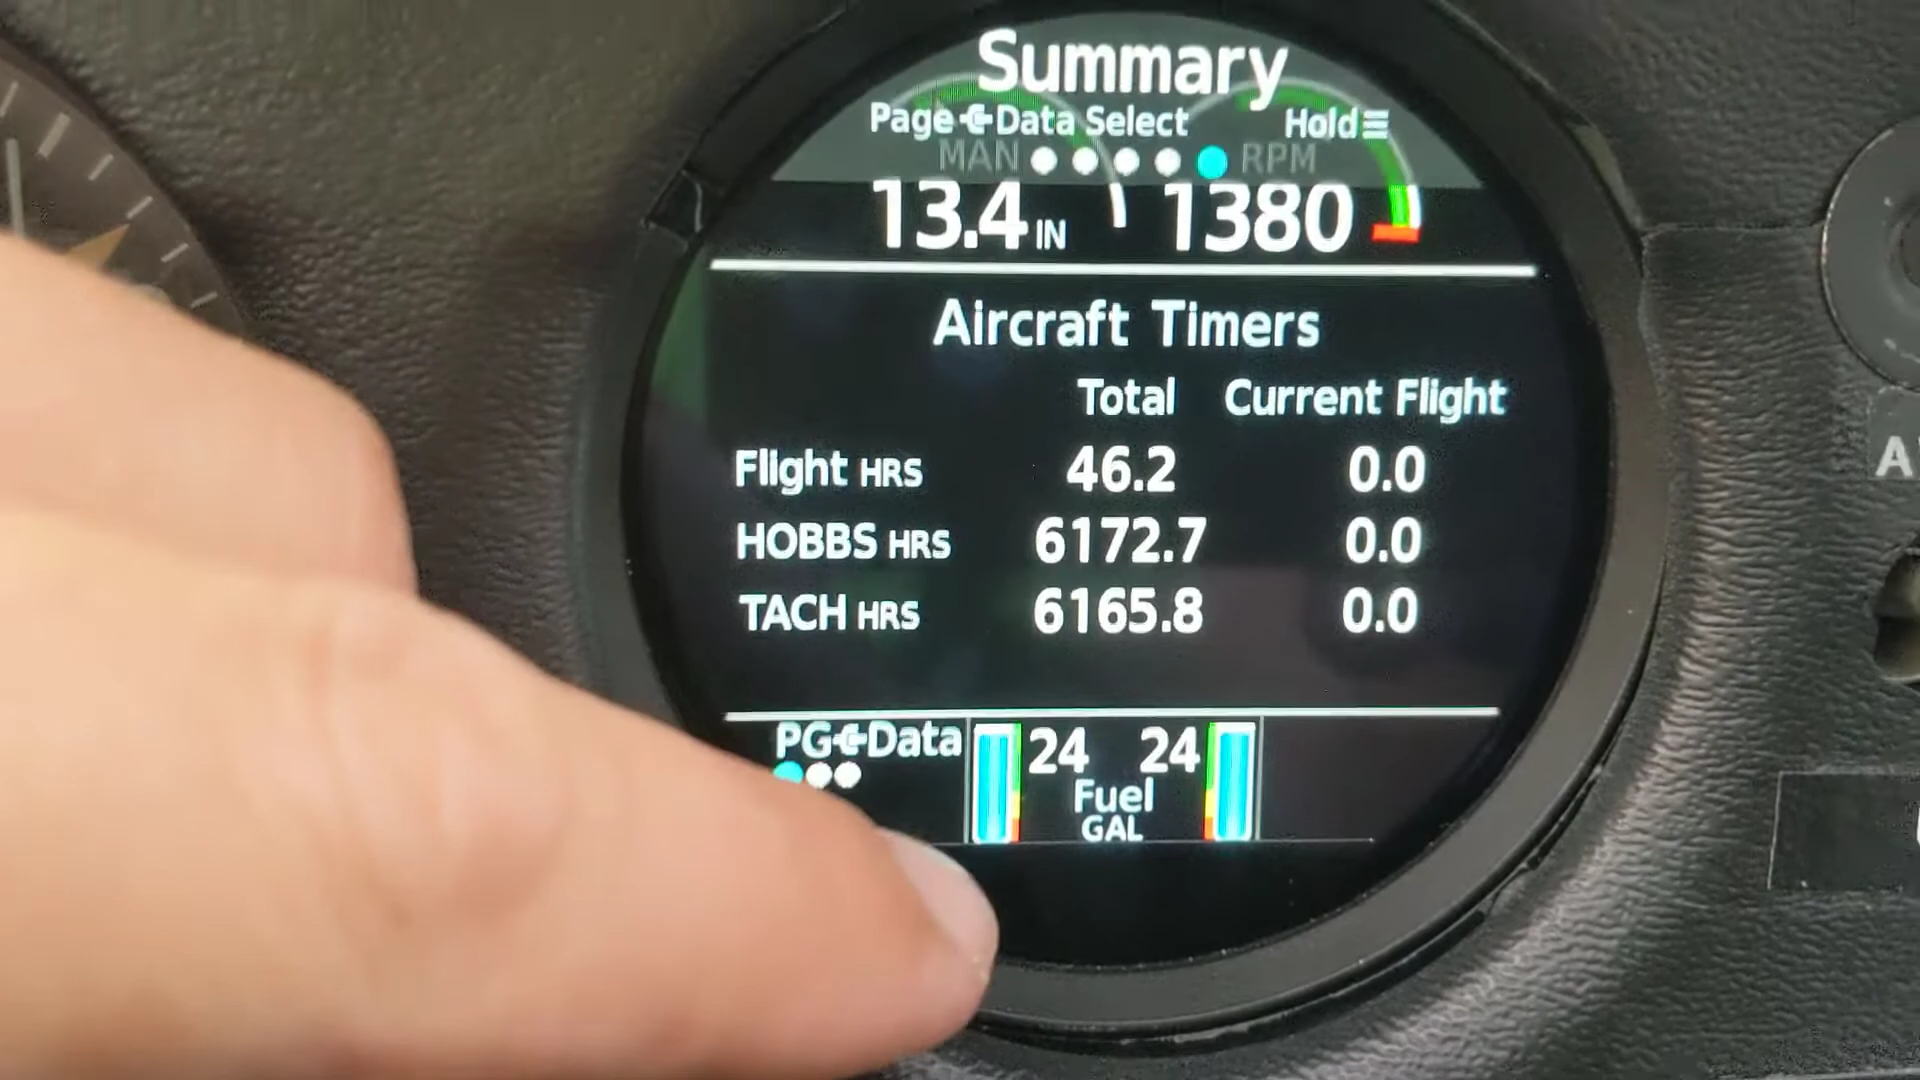 Summary
Page Data Select Hold
MAN RPM
13.4 IN 1380
Aircraft Timers
Total Current Flight
Flight HRS 46.2 0.0
HOBBS HRS 6172.7 0.0
TACH HRS 6165.8 0.0
PG Data 24 24
Fuel
GAL
A